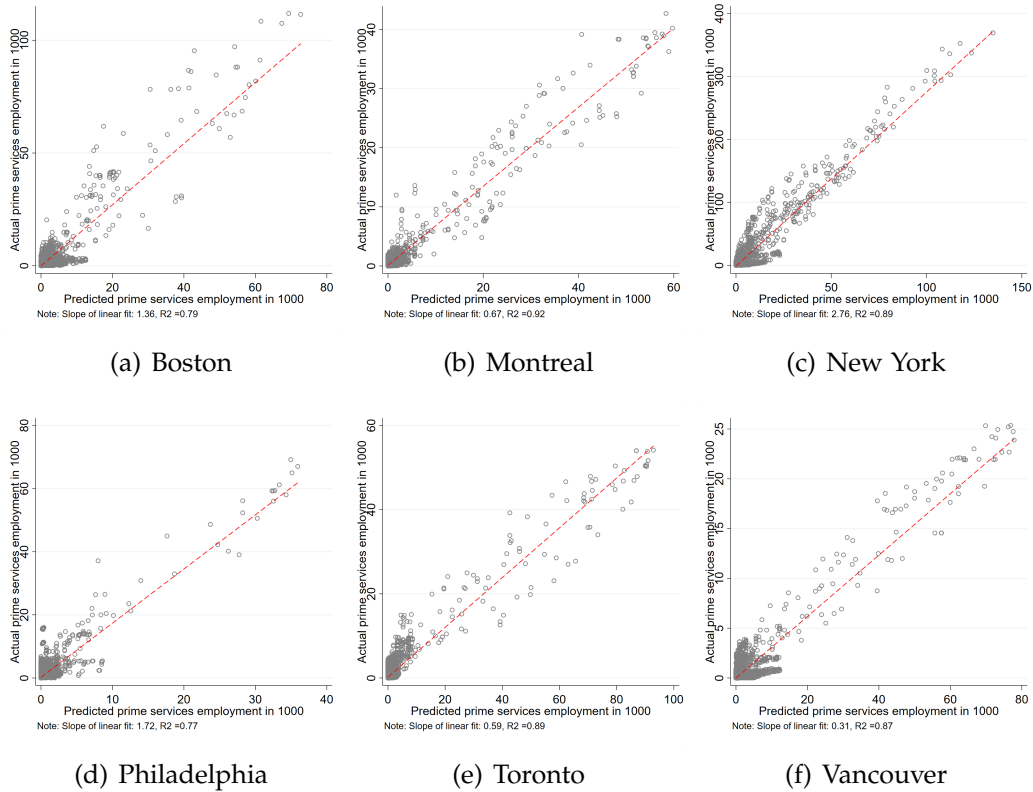 Actual prime services employment in 1000
100
50
0
0
20
40
60
80
Predicted prime services employment in 1000
Note: Slope of linear fit: 1.36, R2 =0.79
(a) Boston
Actual prime services employment in 1000
40
30
20
10
0
0
20
40
60
Predicted prime services employment in 1000
Note: Slope of linear fit: 0.67, R2 =0.92
(b) Montreal
Actual prime services employment in 1000
400
300
200
100
0
0
50
100
150
Predicted prime services employment in 1000
Note: Slope of linear fit: 2.76, R2 =0.89
(c) New York
Actual prime services employment in 1000
80
60
40
20
0
0
10
20
30
40
Predicted prime services employment in 1000
Note: Slope of linear fit: 1.72, R2 =0.77
(d) Philadelphia
Actual prime services employment in 1000
60
40
20
0
0
20
40
60
80
100
Predicted prime services employment in 1000
Note: Slope of linear fit: 0.59, R2 =0.89
(e) Toronto
Actual prime services employment in 1000
25
20
15
10
5
0
0
20
40
60
80
Predicted prime services employment in 1000
Note: Slope of linear fit: 0.31, R2 =0.87
(f) Vancouver